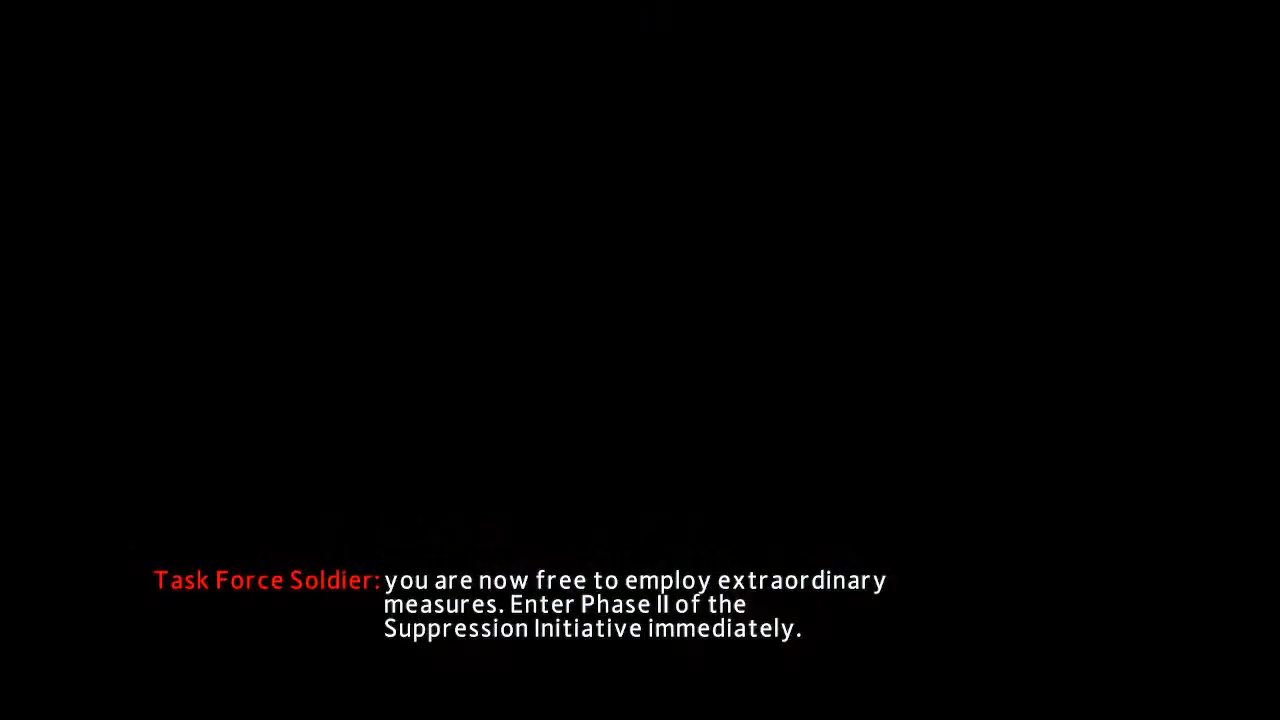 Task Force Soldier: you are now free to employ extraordinary
measures. Enter Phase II of the
Suppression Initiative immediately.